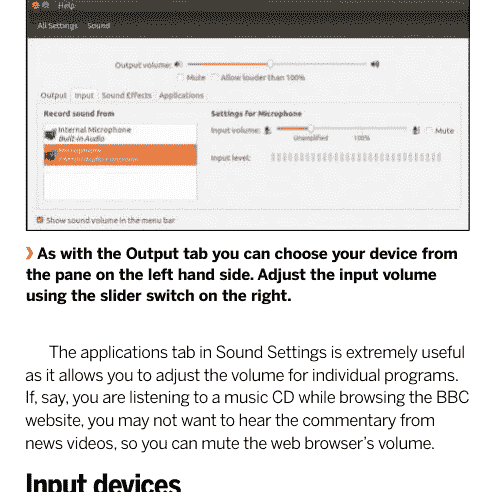 Help
All Settings Sound
Output volume:
Mute Allow louder than 100%
Output Input Sound Effects Applications
Record sound from Settings for Microphone
Internal Microphone
Built-in Audio
Input volume: Mute
Unamplified 100%
Microphone
Input level:
Show sound volume in the menu bar
❯ As with the Output tab you can choose your device from
the pane on the left hand side. Adjust the input volume
using the slider switch on the right.
The applications tab in Sound Settings is extremely useful
as it allows you to adjust the volume for individual programs.
If, say, you are listening to a music CD while browsing the BBC
website, you may not want to hear the commentary from
news videos, so you can mute the web browser's volume.
Input devices